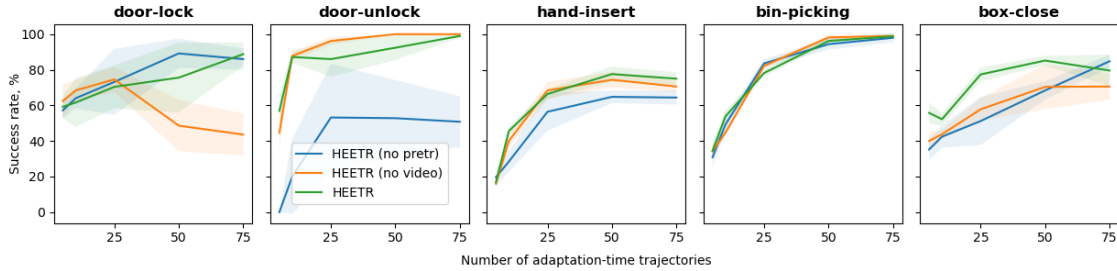 door-lock door-unlock hand-insert bin-picking box-close
Success rate, %
100
80
60
40
20
0
HEETR (no pretr)
HEETR (no video)
HEETR
25 50 75 25 50 75 25 50 75 25 50 75 25 50 75
Number of adaptation-time trajectories